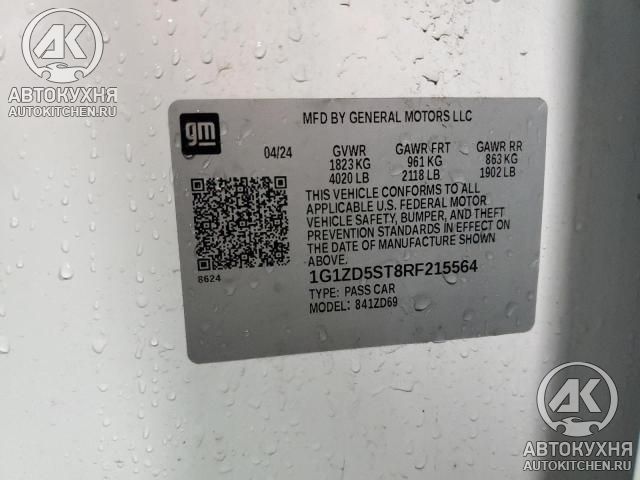 AK
АВТОКУХНЯ
AUTOKITCHEN.RU
gm
MFD BY GENERAL MOTORS LLC
04/24 GVWR GAWR FRT GAWR RR
1823 KG 961 KG 863 KG
4020 LB 2118 LB 1902 LB
THIS VEHICLE CONFORMS TO ALL
APPLICABLE U.S. FEDERAL MOTOR
VEHICLE SAFETY, BUMPER, AND THEFT
PREVENTION STANDARDS IN EFFECT ON
THE DATE OF MANUFACTURE SHOWN
ABOVE.
8624
1G1ZD5ST8RF215564
TYPE: PASS CAR
MODEL: 841ZD69
AK
АВТОКУХНЯ
AUTOKITCHEN.RU